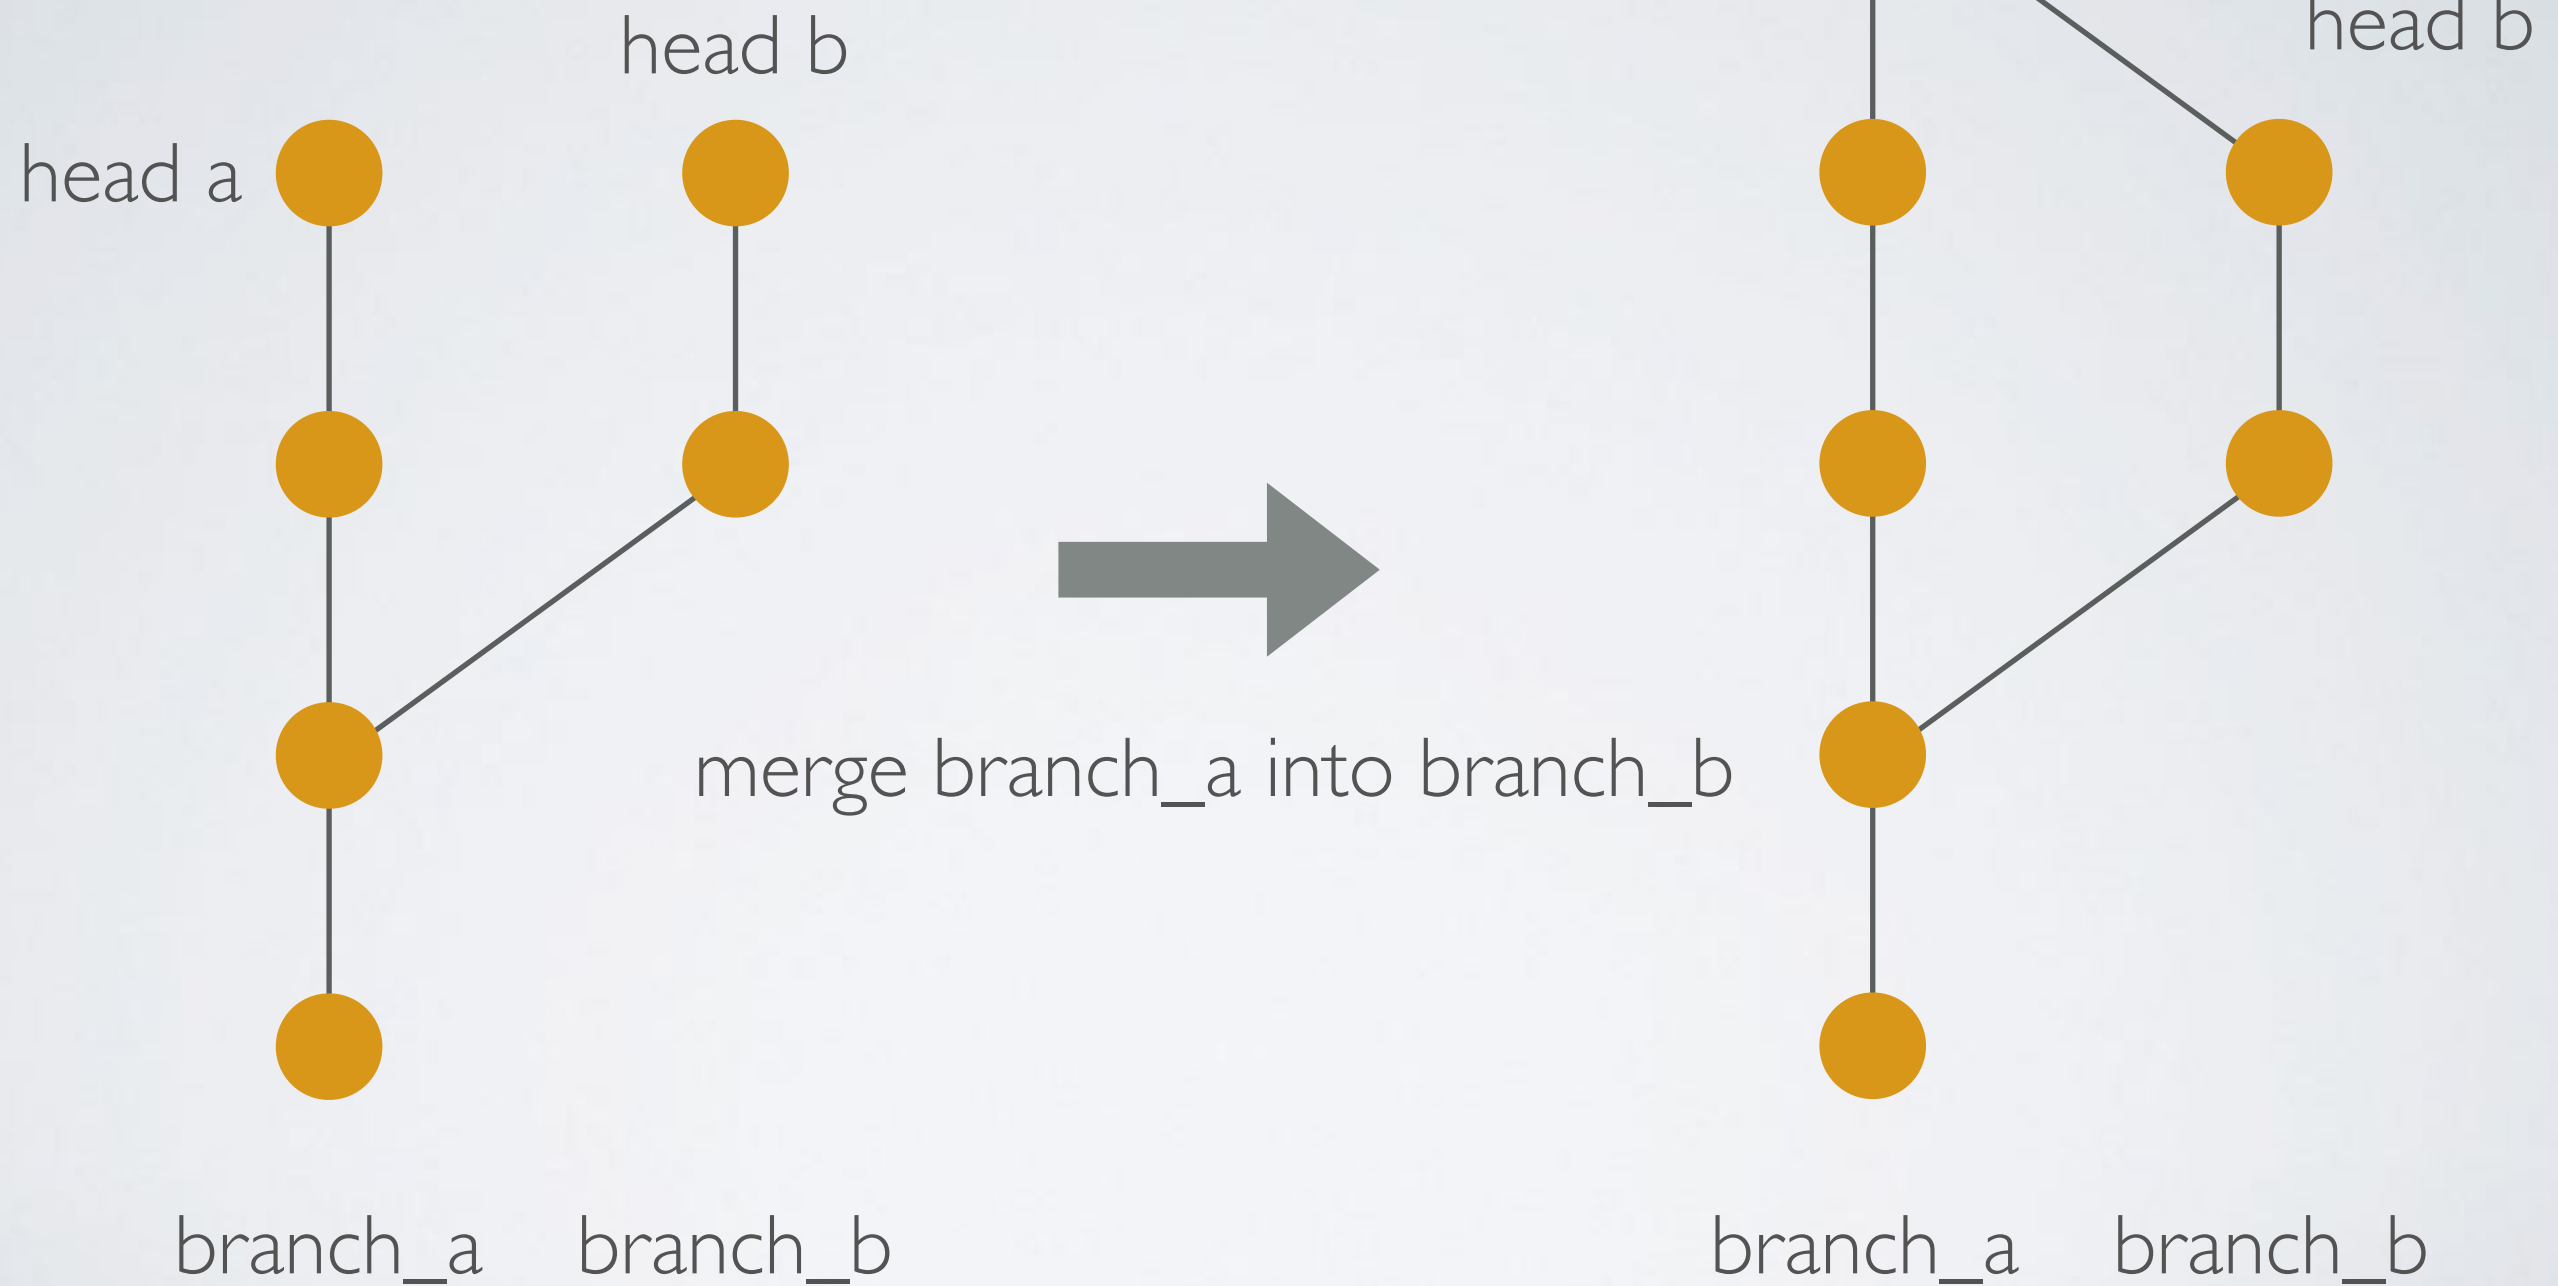 head b
head b
head a
merge branch_a into branch_b
branch_a
branch_b
branch_a
branch_b